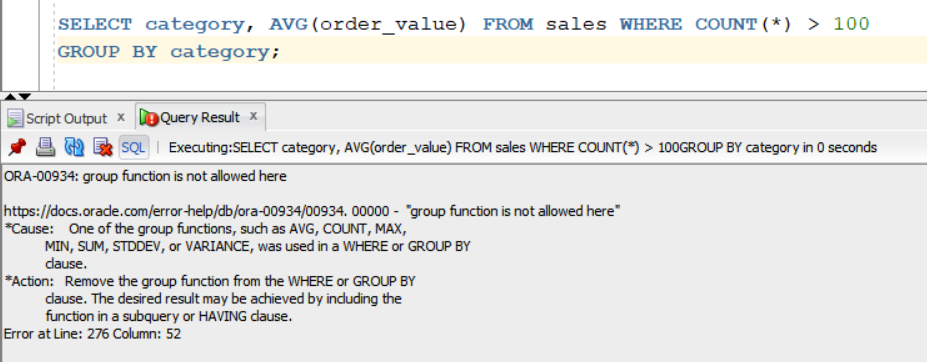 SELECT category, AVG(order_value) FROM sales WHERE COUNT(*) > 100
GROUP BY category;
Script Output x Query Result x
SQL | Executing:SELECT category, AVG(order_value) FROM sales WHERE COUNT(*) > 100GROUP BY category in 0 seconds
ORA-00934: group function is not allowed here
https://docs.oracle.com/error-help/db/ora-00934/00934. 00000 - "group function is not allowed here"
*Cause: One of the group functions, such as AVG, COUNT, MAX,
MIN, SUM, STDDEV, or VARIANCE, was used in a WHERE or GROUP BY
clause.
*Action: Remove the group function from the WHERE or GROUP BY
clause. The desired result may be achieved by including the
function in a subquery or HAVING clause.
Error at Line: 276 Column: 52